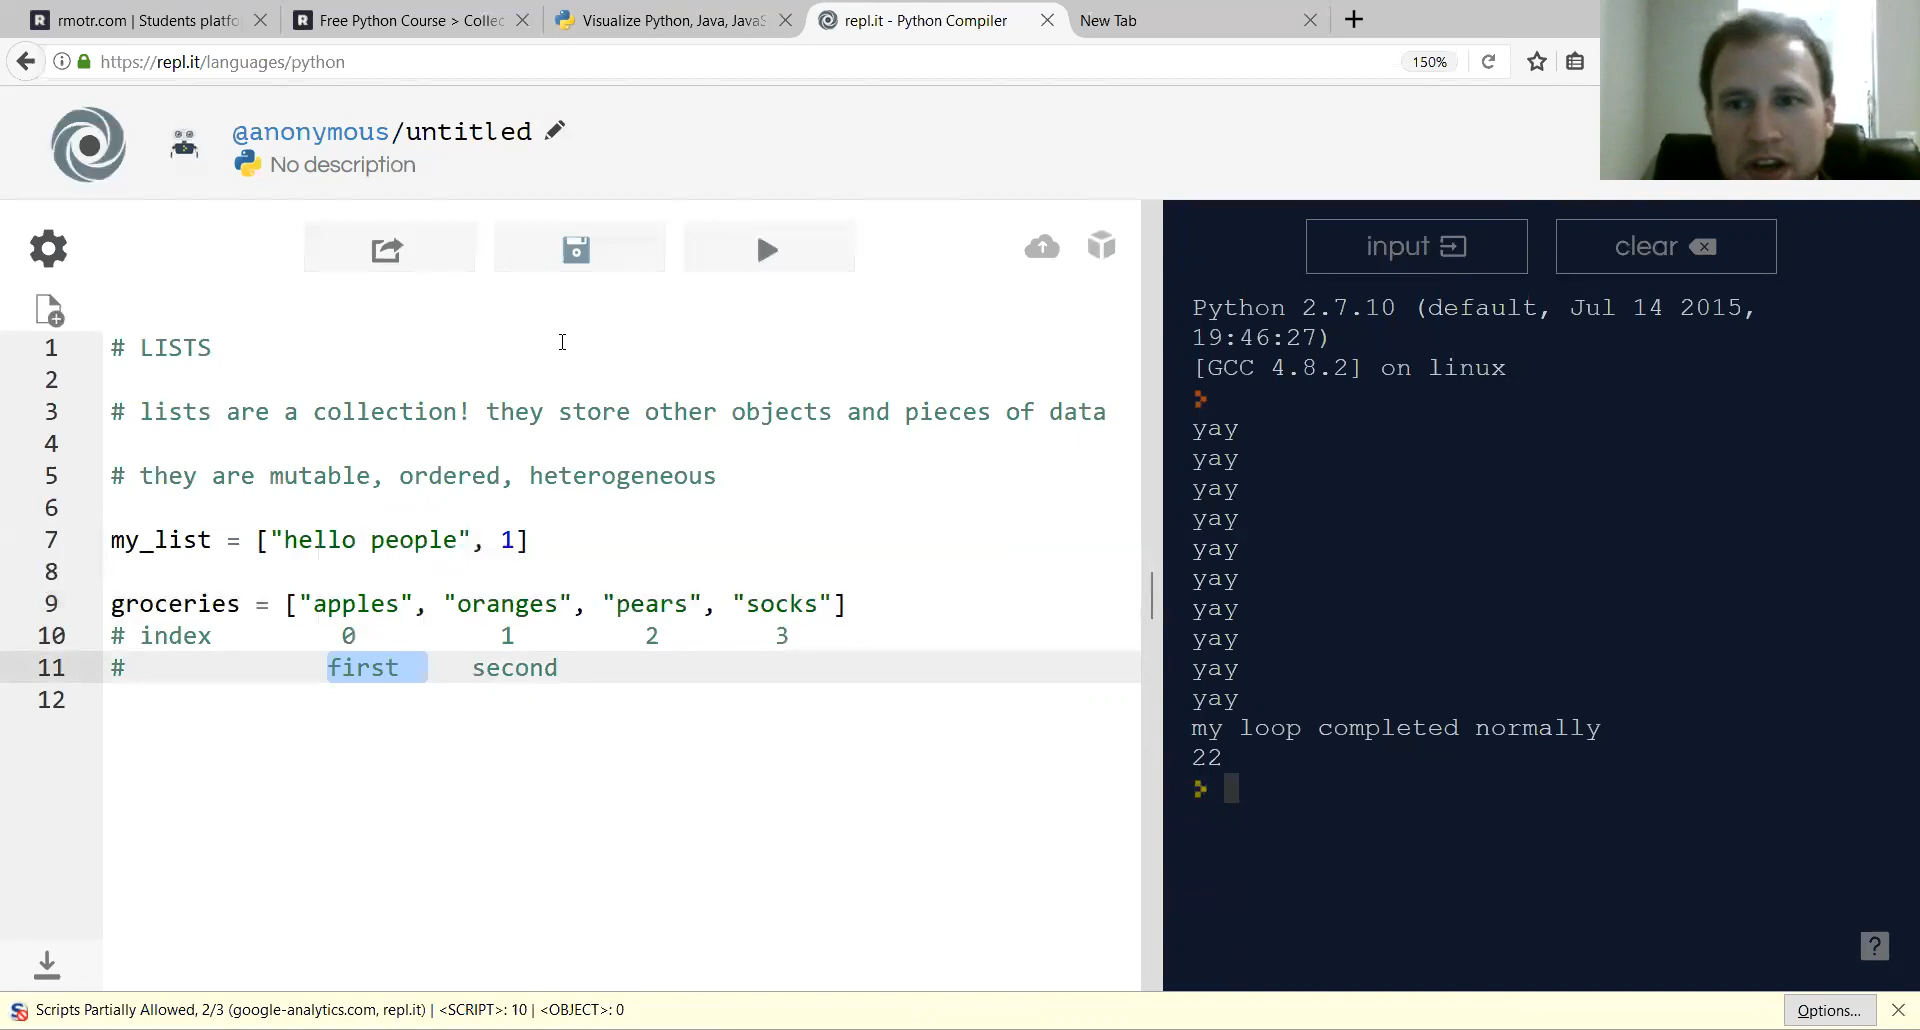 rmotr.com | Students platfo
Free Python Course > Collec
Visualize Python, Java, JavaS
repl.it - Python Compiler
New Tab
https://repl.it/languages/python
150%
@anonymous/untitled
No description
input
clear
1 # LISTS
2
3 # lists are a collection! they store other objects and pieces of data
4
5 # they are mutable, ordered, heterogeneous
6
7 my_list = ["hello people", 1]
8
9 groceries = ["apples", "oranges", "pears", "socks"]
10 # index 0 1 2 3
11 # first second
12
Python 2.7.10 (default, Jul 14 2015,
19:46:27)
[GCC 4.8.2] on linux
yay
yay
yay
yay
yay
yay
yay
yay
yay
yay
my loop completed normally
22
?
Scripts Partially Allowed, 2/3 (google-analytics.com, repl.it) | <SCRIPT>: 10 | <OBJECT>: 0
Options...